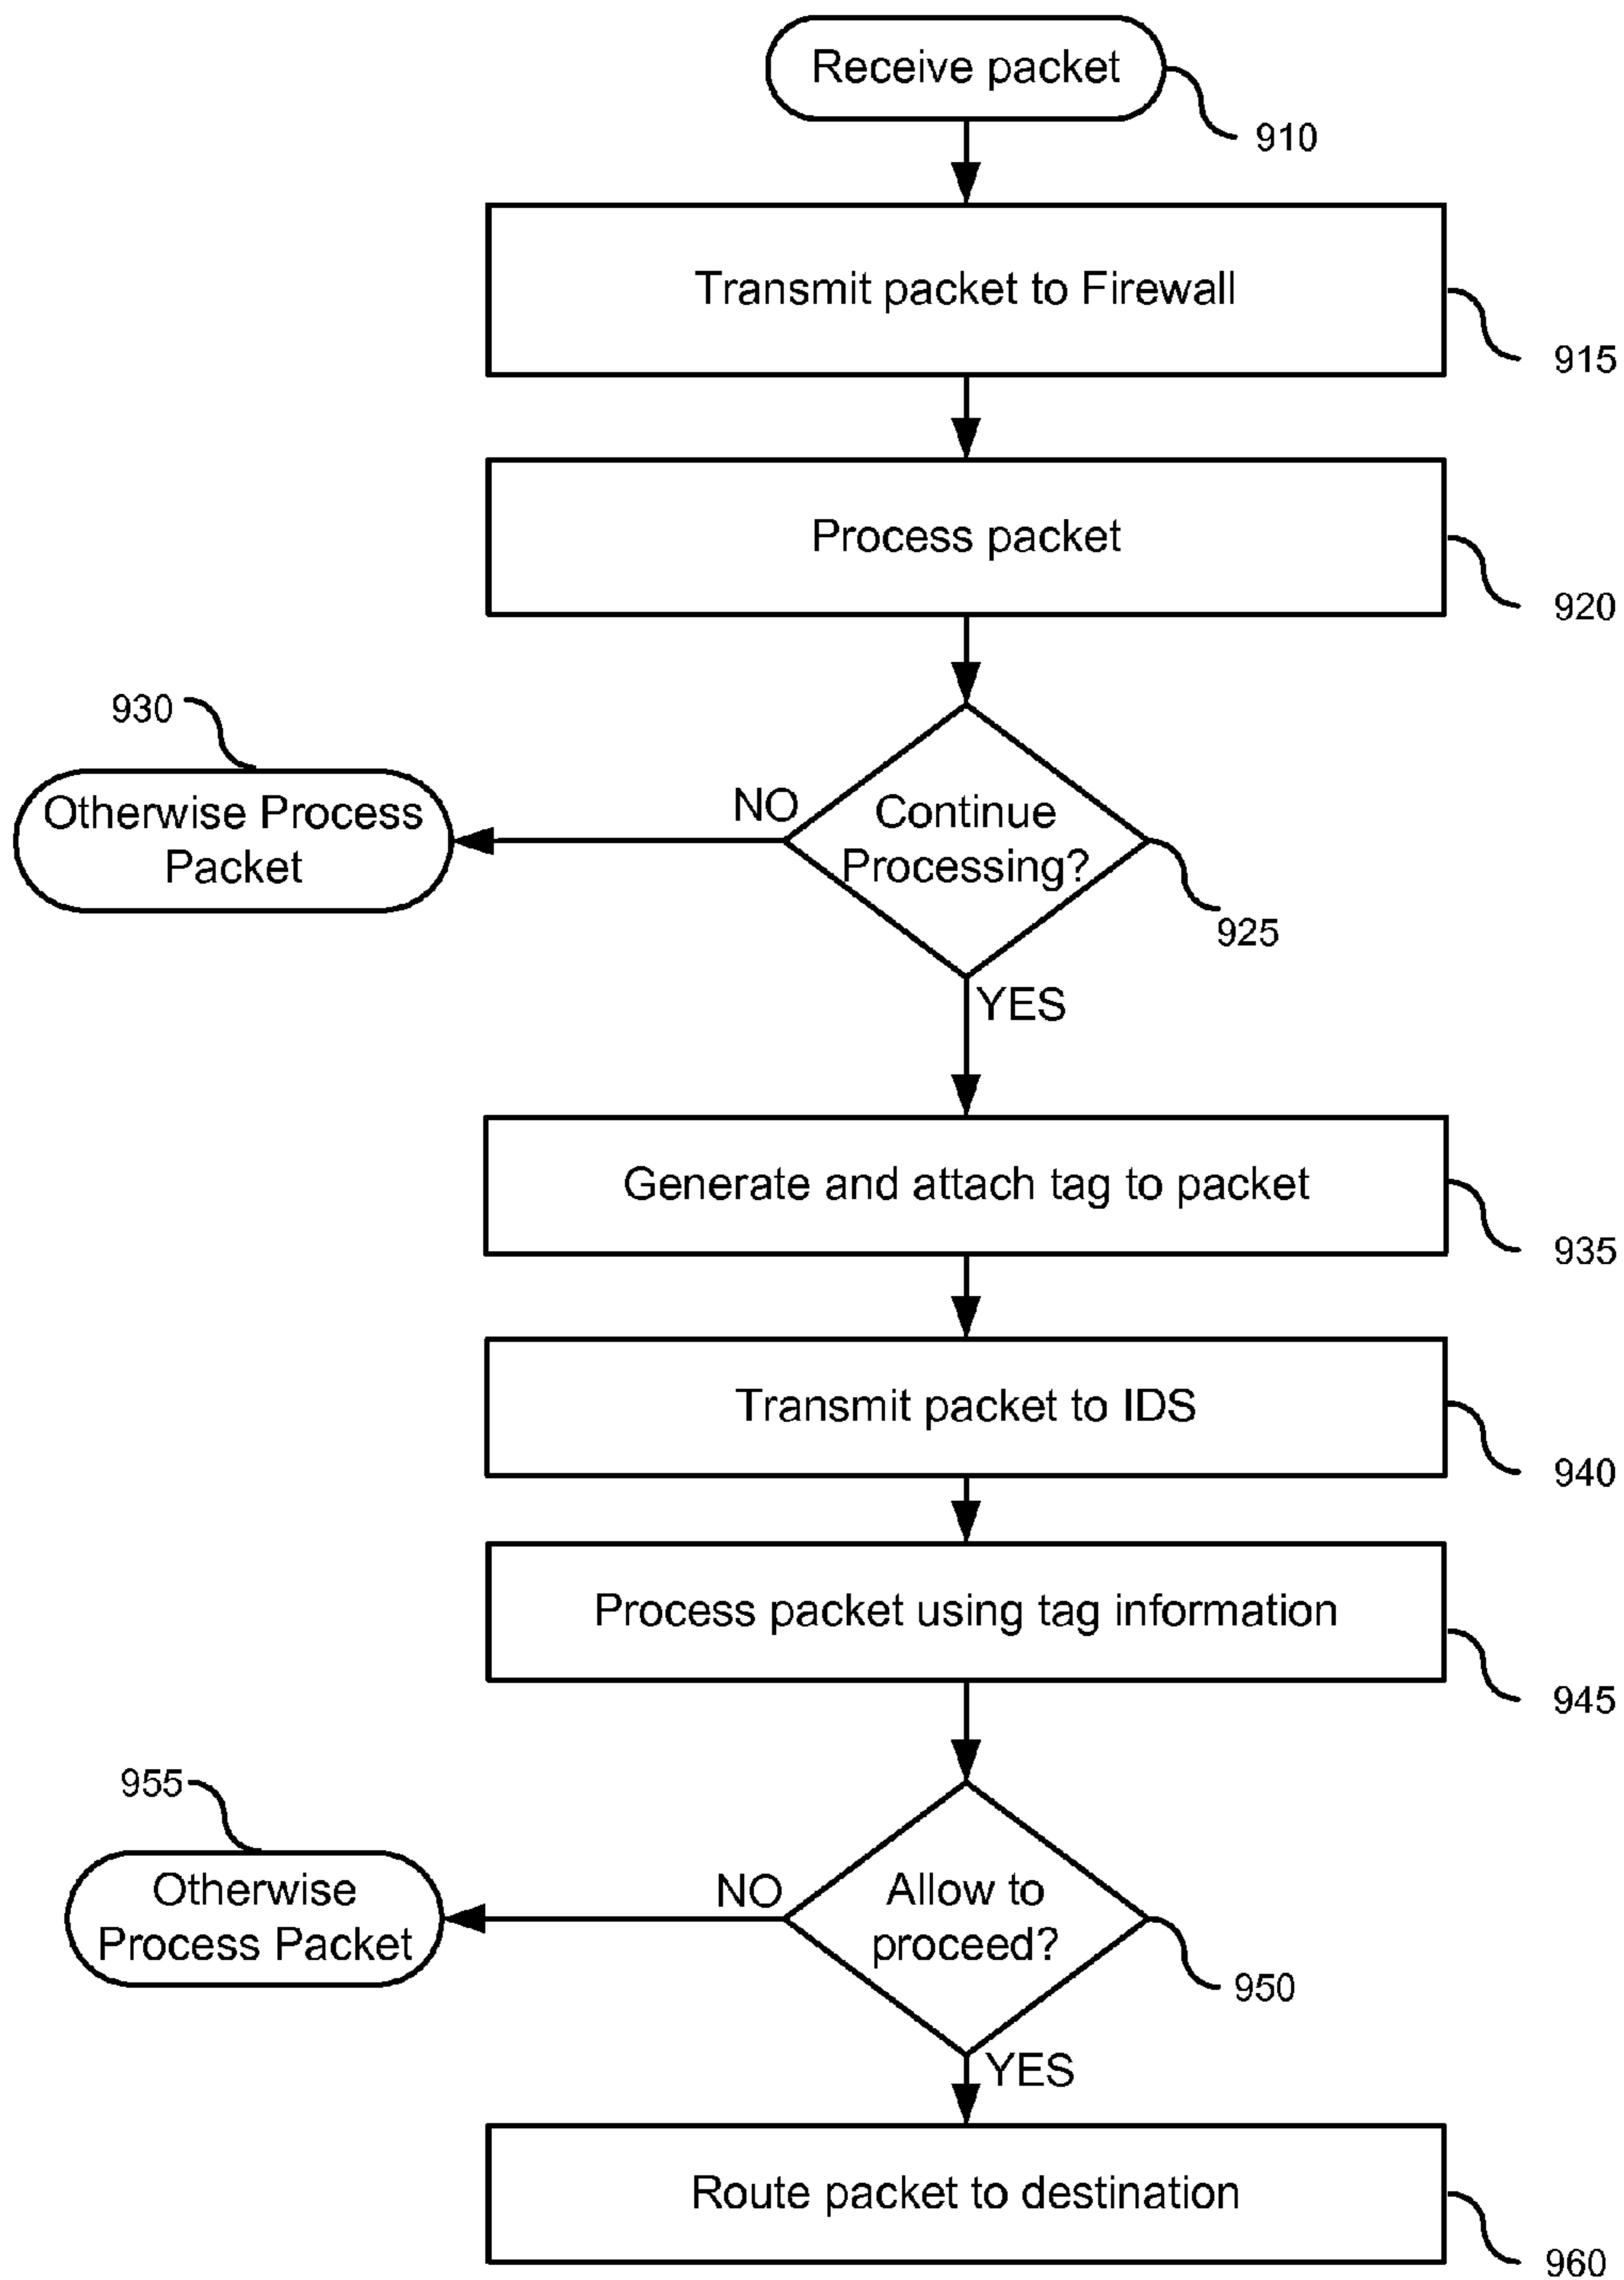 Receive packet
910
Transmit packet to Firewall
915
Process packet
920
930
Otherwise Process
Packet
NO
Continue
Processing?
925
YES
Generate and attach tag to packet
935
Transmit packet to IDS
940
Process packet using tag information
945
955
Otherwise
Process Packet
NO
Allow to
proceed?
950
YES
Route packet to destination
960